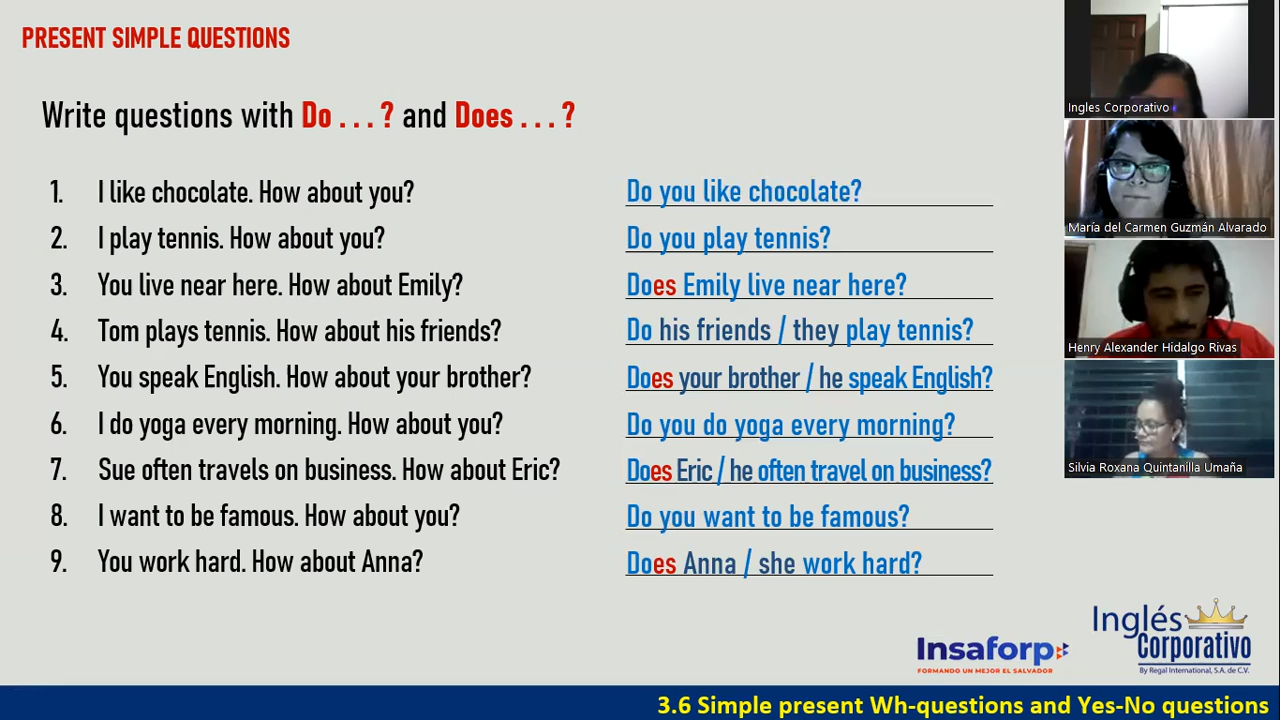 PRESENT SIMPLE QUESTIONS
Write questions with Do . . . ? and Does . . . ?
1. I like chocolate. How about you? Do you like chocolate?
2. I play tennis. How about you? Do you play tennis?
3. You live near here. How about Emily? Does Emily live near here?
4. Tom plays tennis. How about his friends? Do his friends / they play tennis?
5. You speak English. How about your brother? Does your brother / he speak English?
6. I do yoga every morning. How about you? Do you do yoga every morning?
7. Sue often travels on business. How about Eric? Does Eric / he often travel on business?
8. I want to be famous. How about you? Do you want to be famous?
9. You work hard. How about Anna? Does Anna / she work hard?
Ingles Corporativo
María del Carmen Guzmán Alvarado
Henry Alexander Hidalgo Rivas
Silvia Roxana Quintanilla Umaña
Insaforp
FORMANDO UN MEJOR EL SALVADOR
Inglés
Corporativo
By Regal International, S.A. de C.V.
3.6 Simple present Wh-questions and Yes-No questions